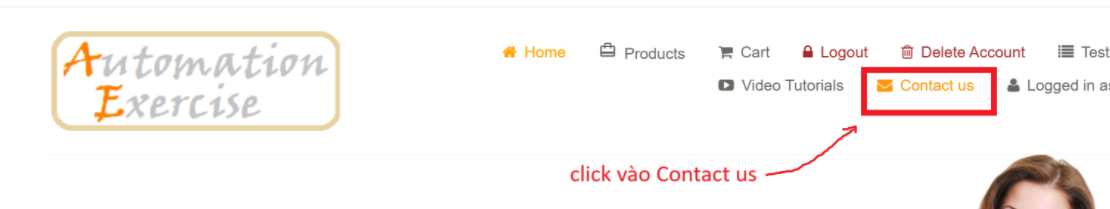 Automation
Exercise
Home Products Cart Logout Delete Account Test
Video Tutorials Contact us Logged in as
click vào Contact us